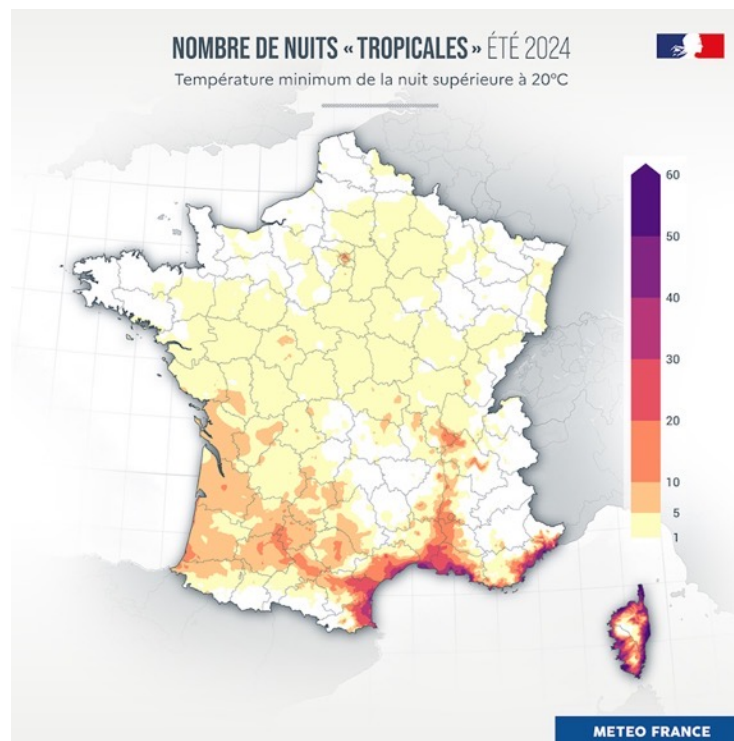 NOMBRE DE NUITS « TROPICALES » ÉTÉ 2024
Température minimum de la nuit supérieure à 20°C
60
50
40
30
20
10
5
1
METEO FRANCE